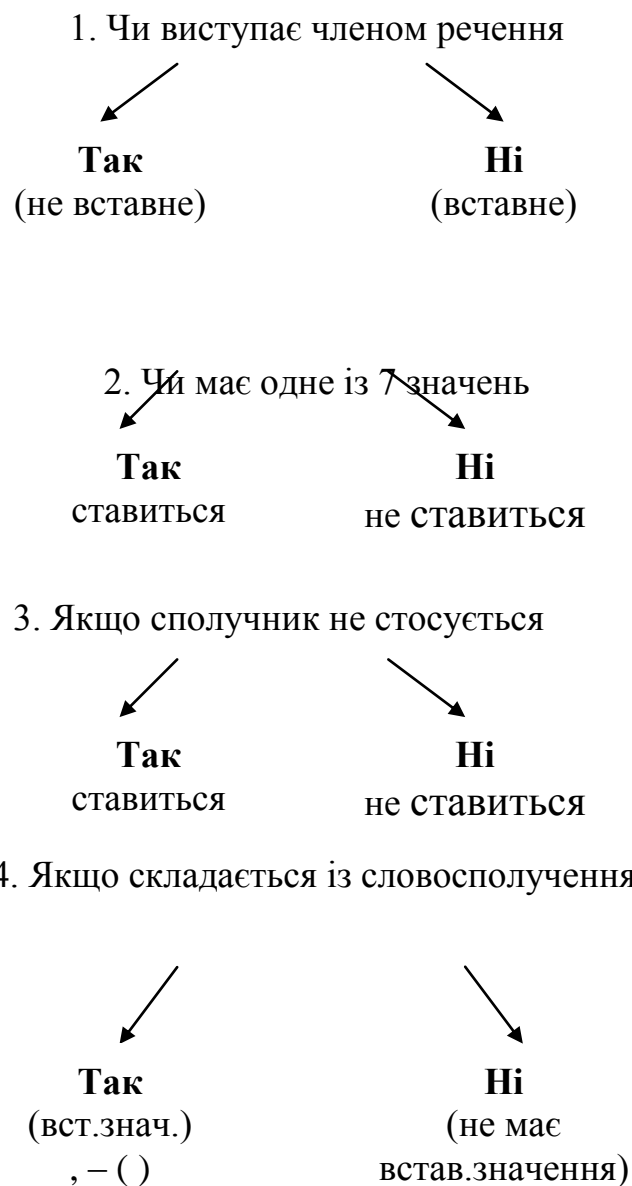 1. Чи виступає членом речення
Так Ні
(не вставне) (вставне)
2. Чи має одне із 7 значень
Так Ні
ставиться не ставиться
3. Якщо сполучник не стосується
Так Ні
ставиться не ставиться
4. Якщо складається із словосполучення
Так Ні
(вст.знач.) (не має
, – ( ) встав.значення)